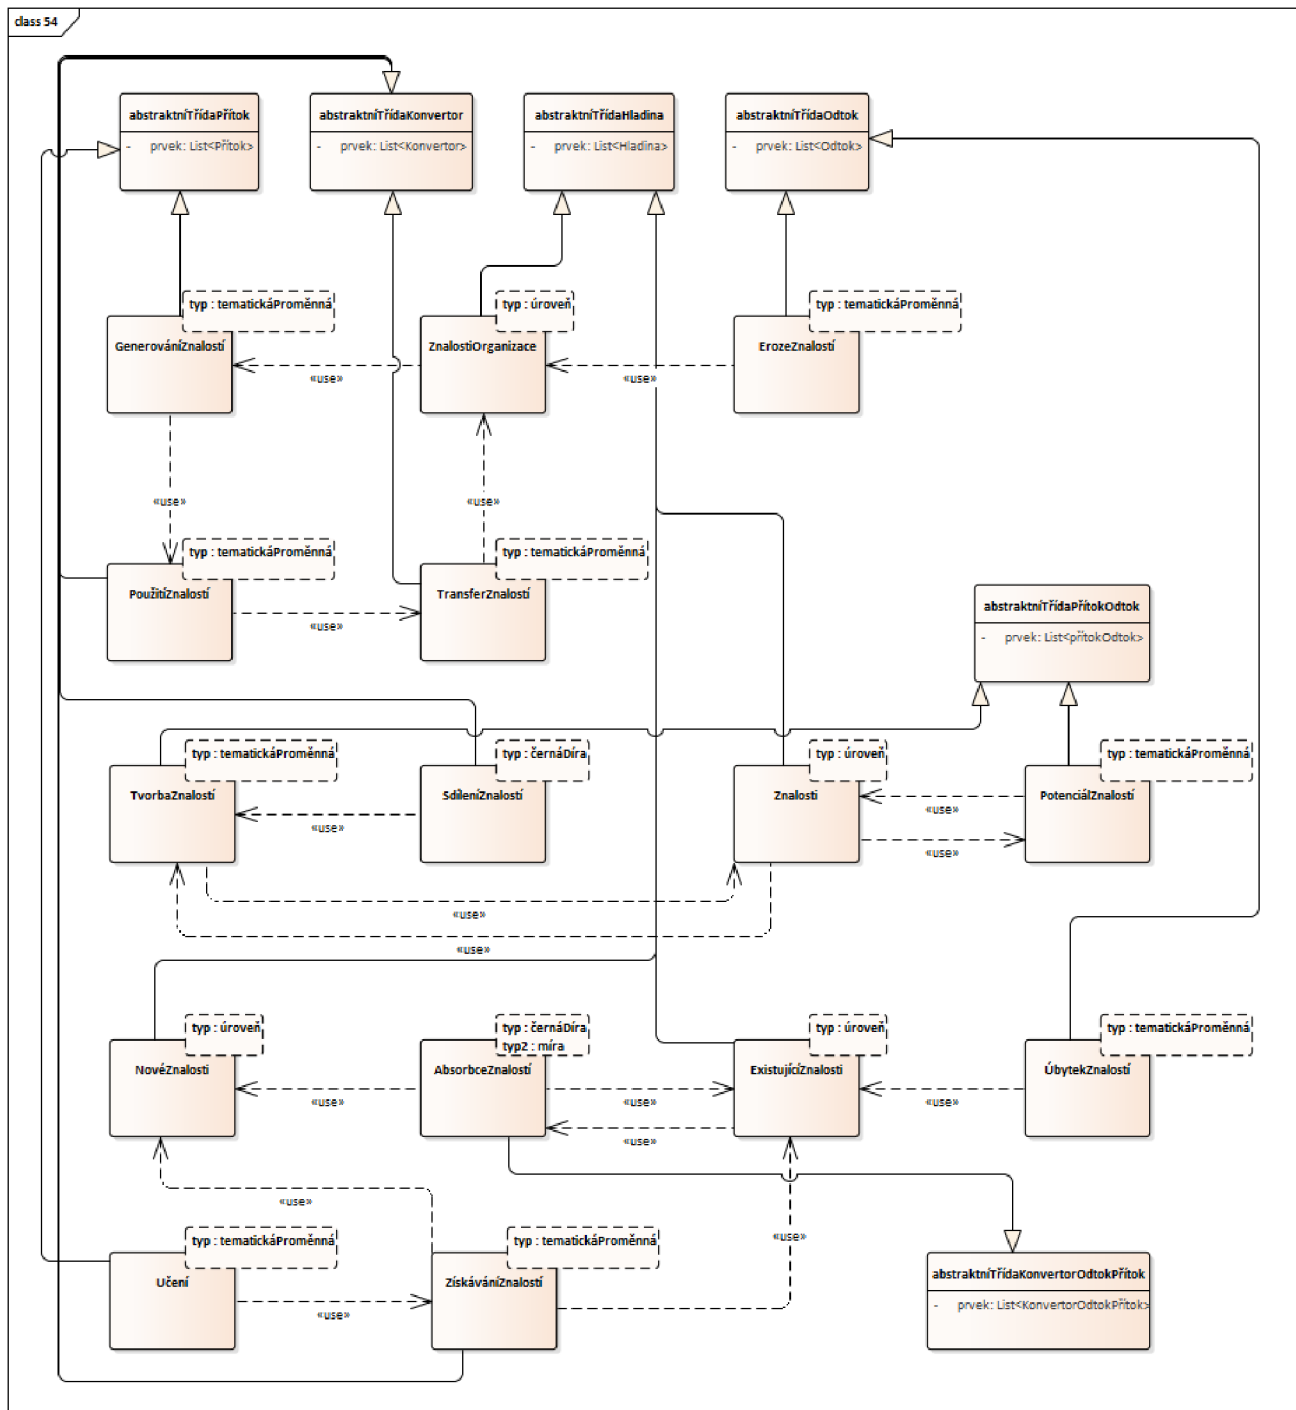 class 54
abstraktníTřídaPřítok
- prvek: List<Přítok>
abstraktníTřídaKonvertor
- prvek: List<Konvertor>
abstraktníTřídaHladina
- prvek: List<Hladina>
abstraktníTřídaOdtok
- prvek: List<Odtok>
typ : tematickáProměnná
GenerováníZnalostí
typ : úroveň
ZnalostiOrganizace
typ : tematickáProměnná
ErozeZnalostí
«use»
«use»
«use»
«use»
typ : tematickáProměnná
PoužitíZnalostí
typ : tematickáProměnná
TransferZnalostí
«use»
abstraktníTřídaPřítokOdtok
- prvek: List<přítokOdtok>
typ : tematickáProměnná
TvorbaZnalostí
typ : černáDíra
SdíleníZnalostí
typ : úroveň
Znalosti
typ : tematickáProměnná
PotenciálZnalostí
«use»
«use»
«use»
«use»
«use»
typ : úroveň
NovéZnalosti
typ : černáDíra
typ2 : míra
AbsorbceZnalostí
typ : úroveň
ExistujícíZnalosti
typ : tematickáProměnná
ÚbytekZnalostí
«use»
«use»
«use»
«use»
«use»
«use»
typ : tematickáProměnná
Učení
typ : tematickáProměnná
ZískáváníZnalostí
«use»
abstraktníTřídaKonvertorOdtokPřítok
- prvek: List<KonvertorOdtokPřítok>